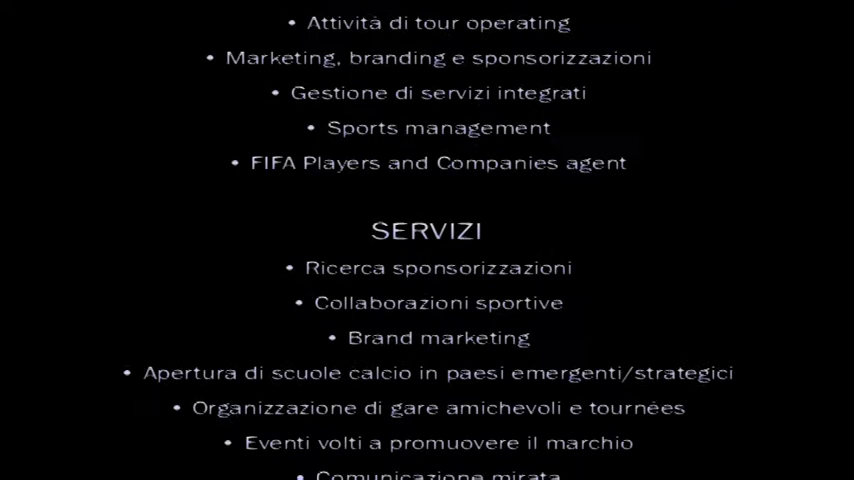 • Attività di tour operating
• Marketing, branding e sponsorizzazioni
• Gestione di servizi integrati
• Sports management
• FIFA Players and Companies agent
SERVIZI
• Ricerca sponsorizzazioni
• Collaborazioni sportive
• Brand marketing
• Apertura di scuole calcio in paesi emergenti/strategici
• Organizzazione di gare amichevoli e tournées
• Eventi volti a promuovere il marchio
• Comunicazione mirata